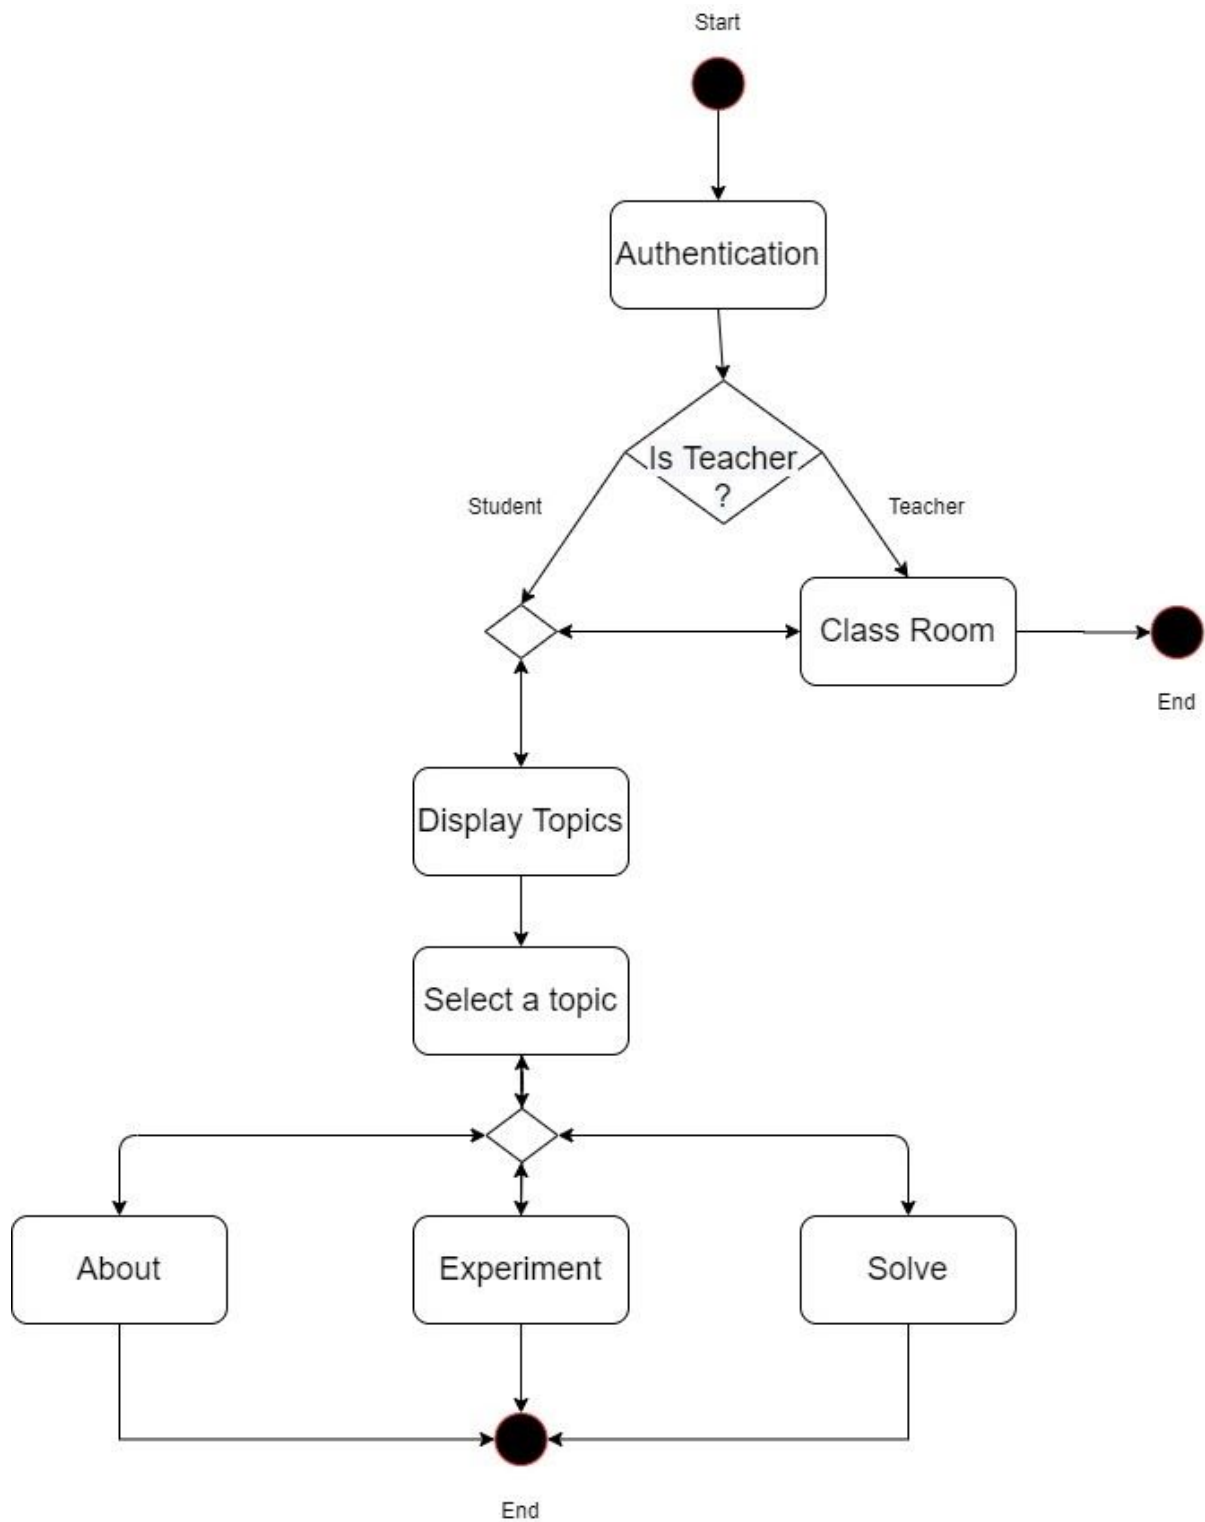 Start
Authentication
Is Teacher
?
Student
Teacher
Class Room
End
Display Topics
Select a topic
About
Experiment
Solve
End